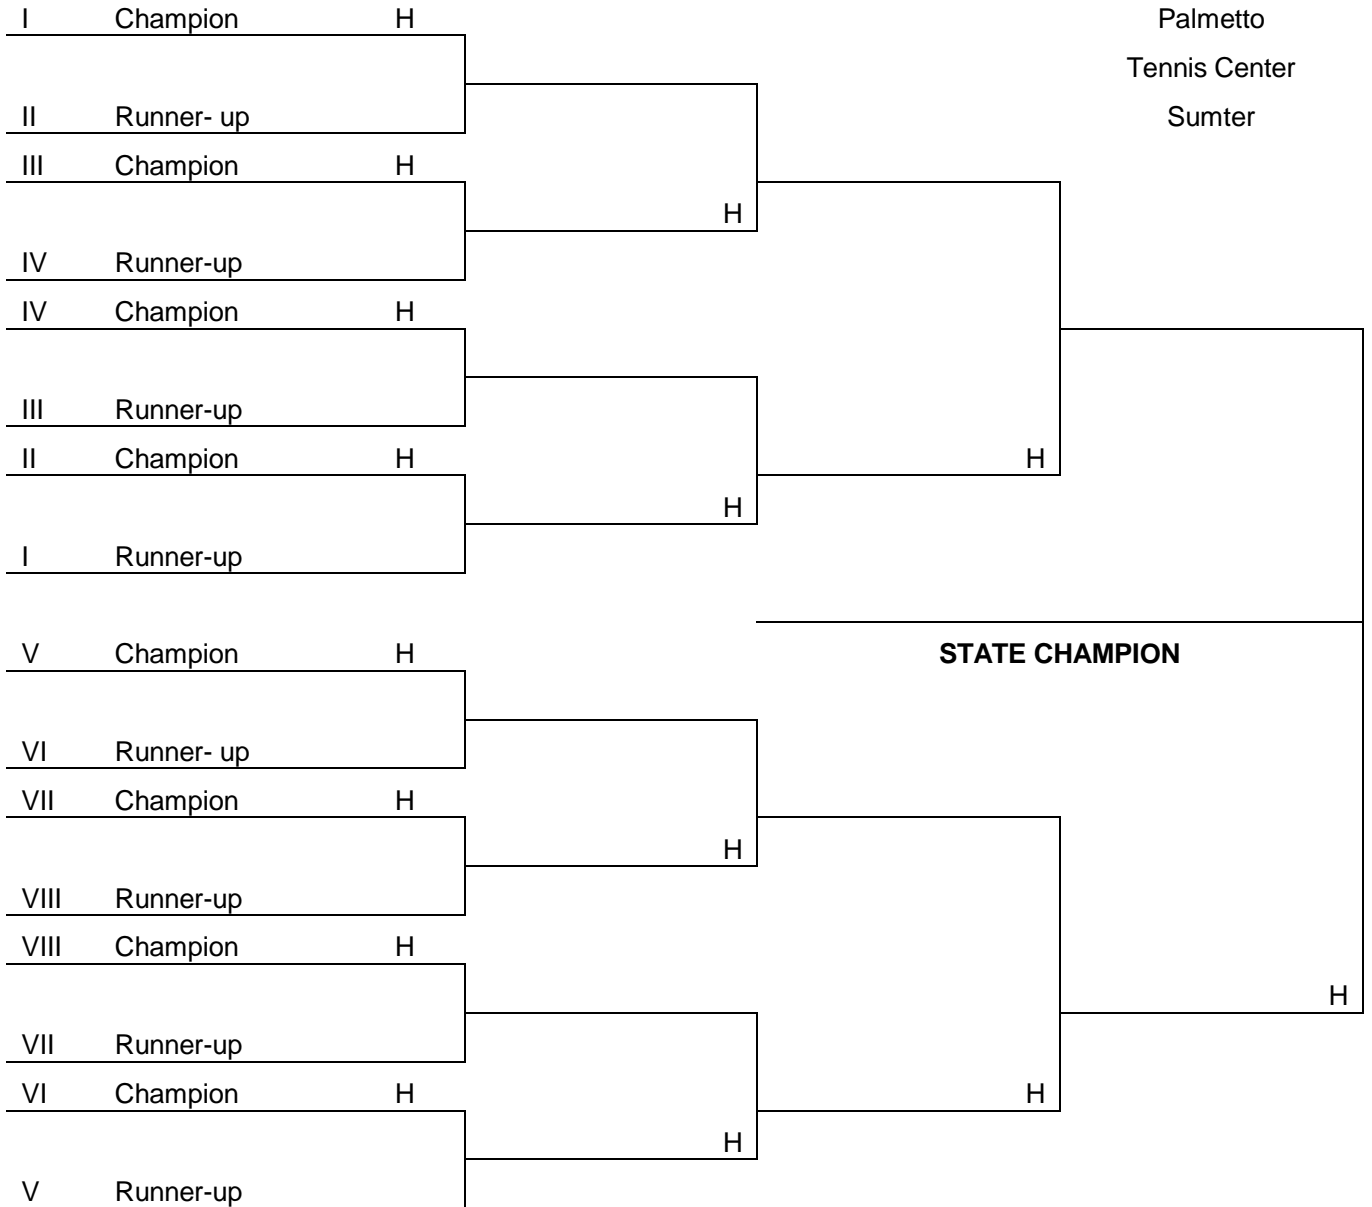 I Champion H Palmetto
Tennis Center
II Runner- up Sumter
III Champion H
H
IV Runner-up
IV Champion H
III Runner-up
II Champion H H
H
I Runner-up
V Champion H STATE CHAMPION
VI Runner- up
VII Champion H
H
VIII Runner-up
VIII Champion H
H
VII Runner-up
VI Champion H H
H
V Runner-up